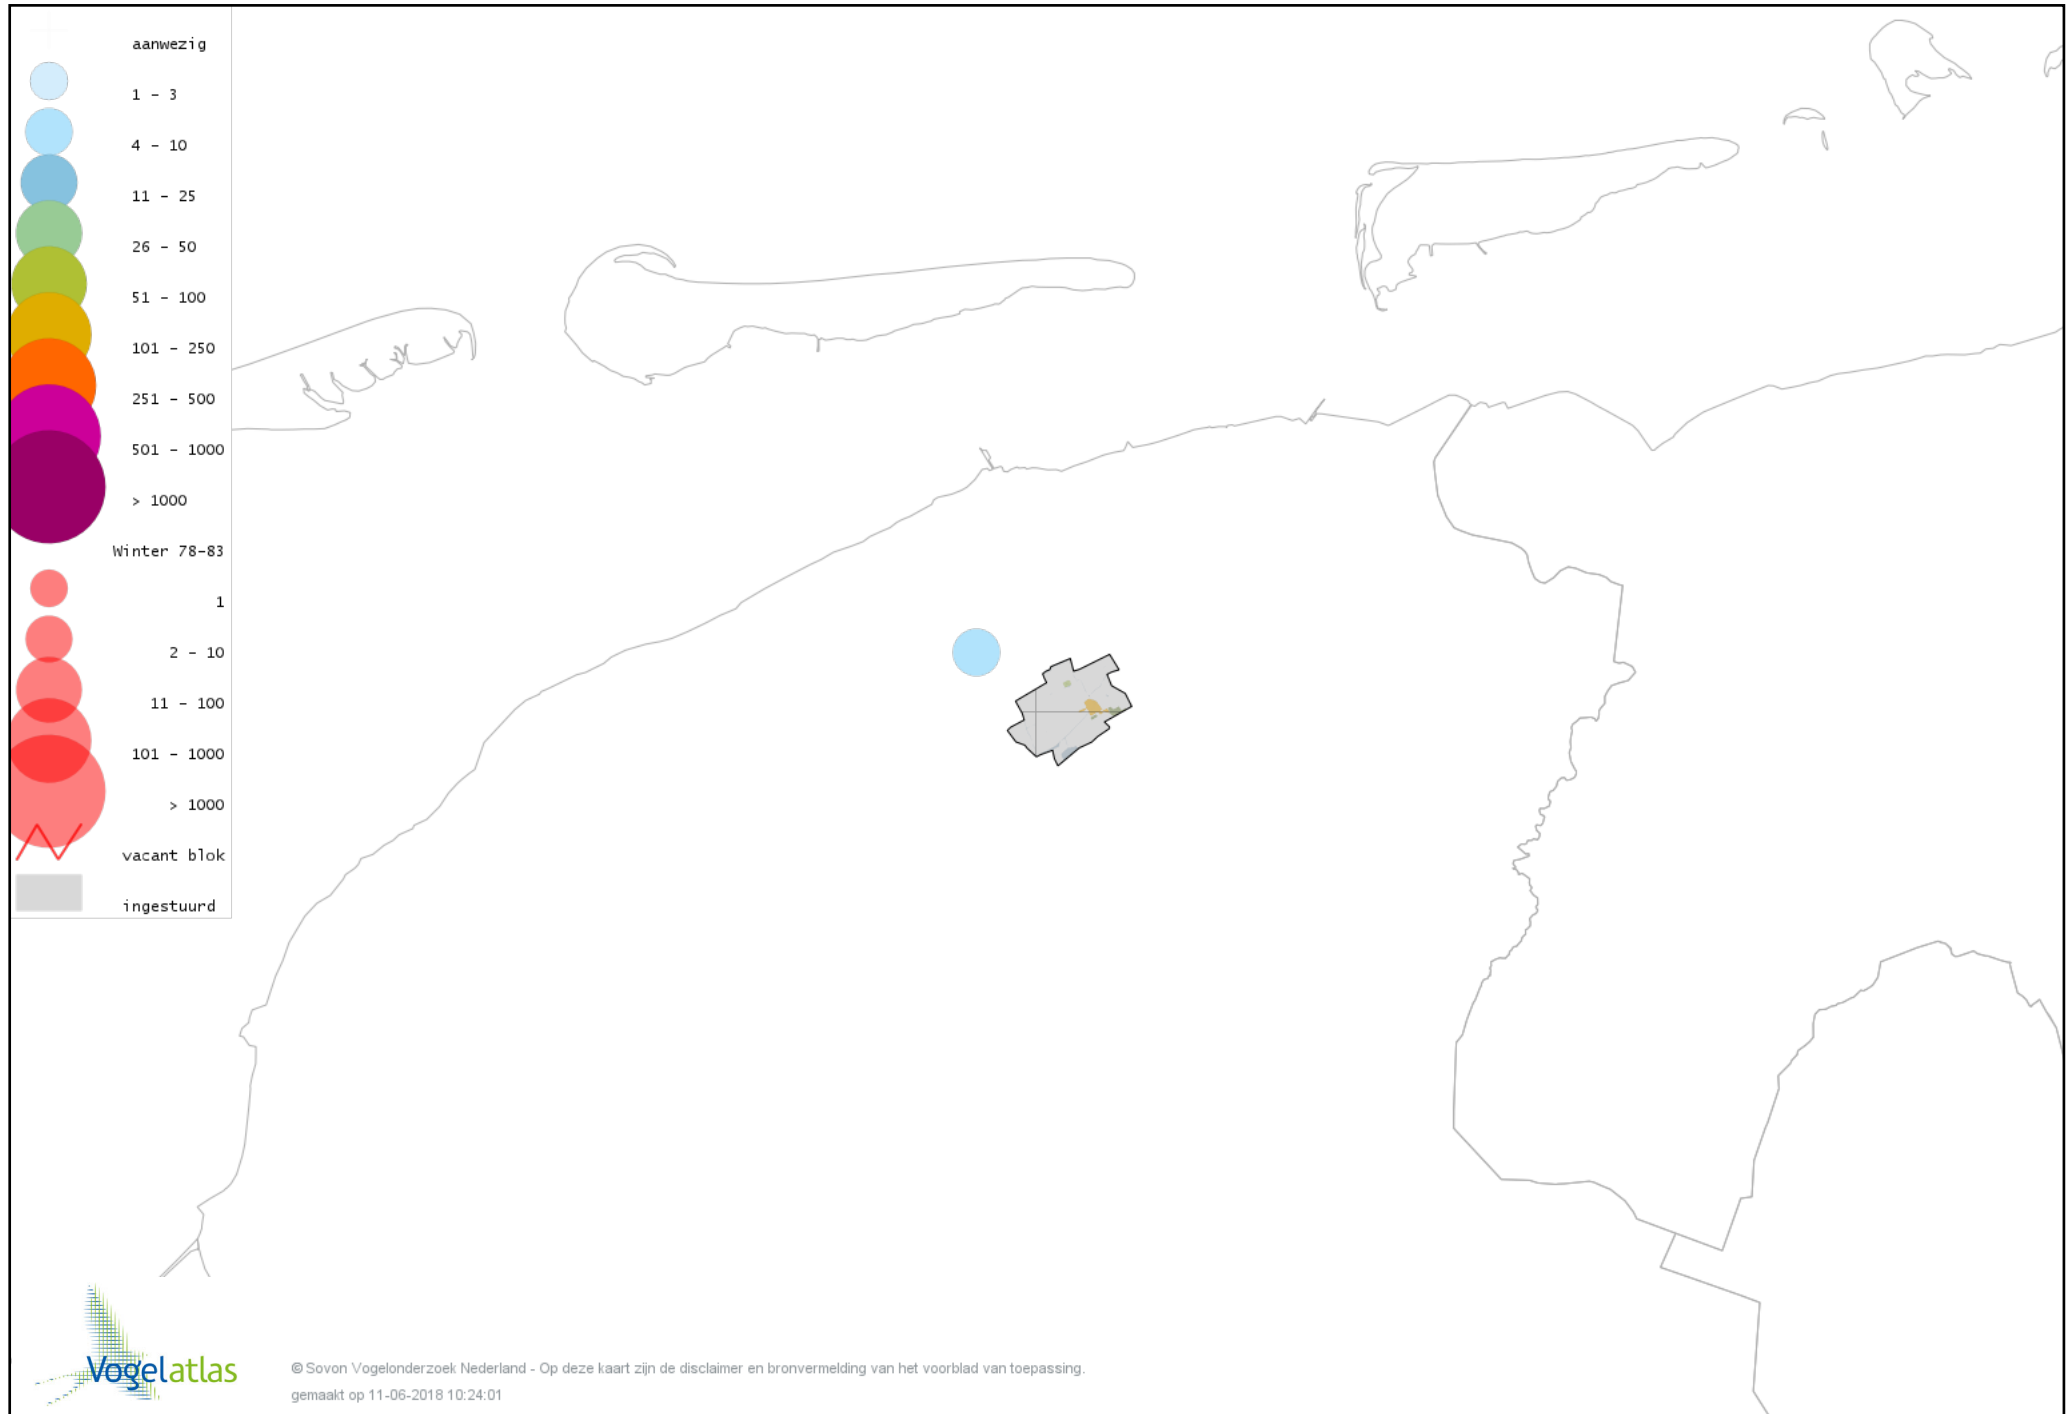 aanwezig
1 - 3
4 - 10
11 - 25
26 - 50
51 - 100
101 - 250
251 - 500
501 - 1000
> 1000
Winter 78-83
1
2 - 10
11 - 100
101 - 1000
> 1000
vacant blok
ingestuurd
Vogelatlas
© Sovon Vogelonderzoek Nederland - Op deze kaart zijn de disclaimer en bronvermelding van het voorblad van toepassing.
gemaakt op 11-06-2018 10:24:01